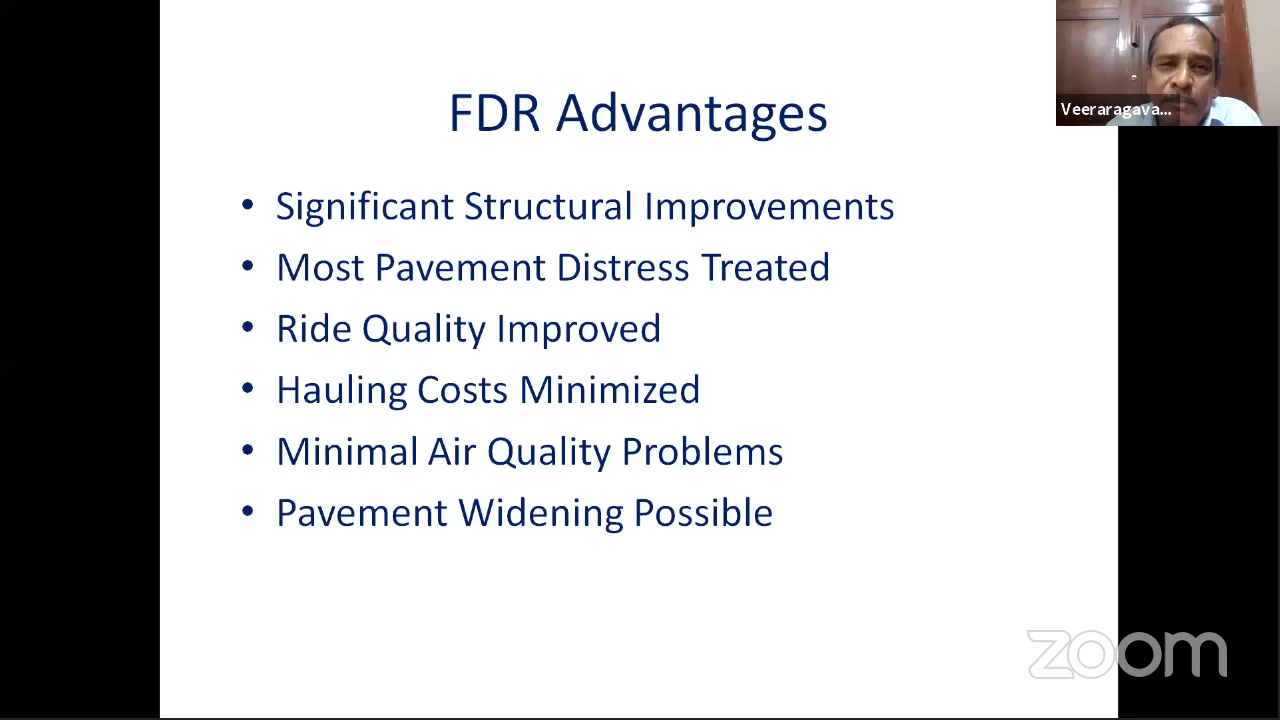 FDR Advantages
Veeraragava...
• Significant Structural Improvements
• Most Pavement Distress Treated
• Ride Quality Improved
• Hauling Costs Minimized
• Minimal Air Quality Problems
• Pavement Widening Possible
zoom